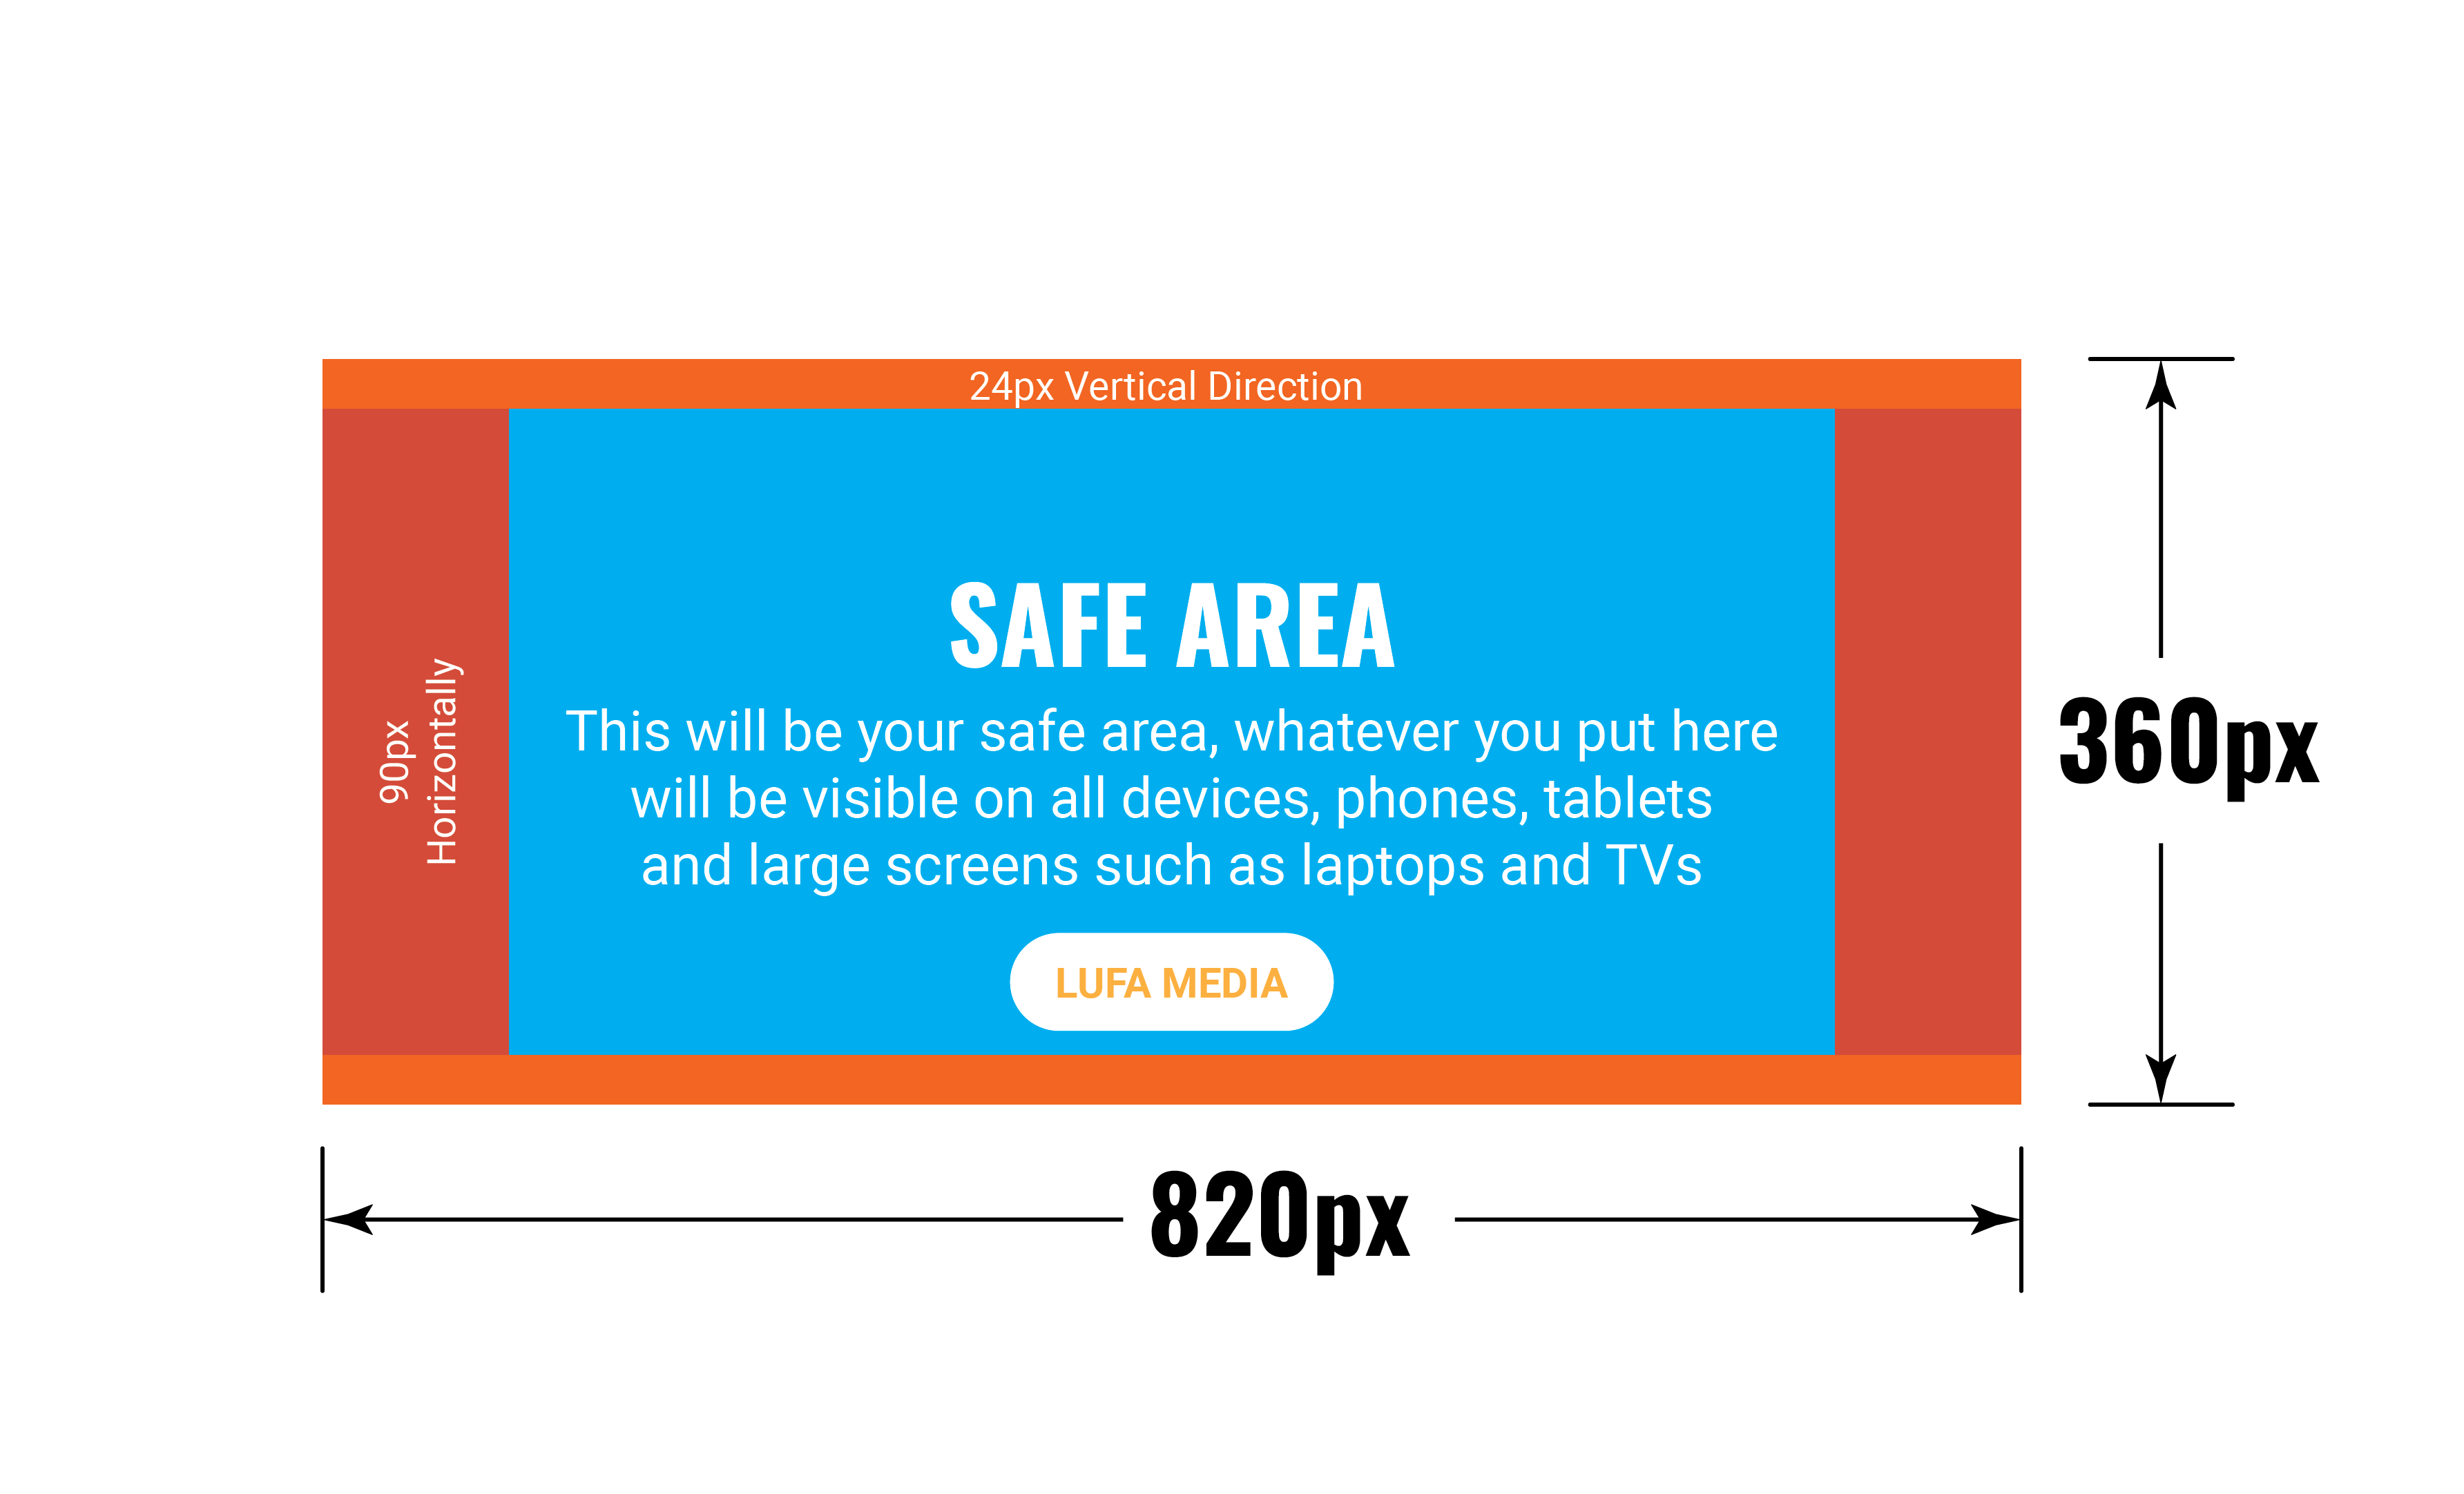 24px Vertical Direction
90px
Horizontally
SAFE AREA
This will be your safe area, whatever you put here
will be visible on all devices, phones, tablets
and large screens such as laptops and TVs
LUFA MEDIA
360px
820px